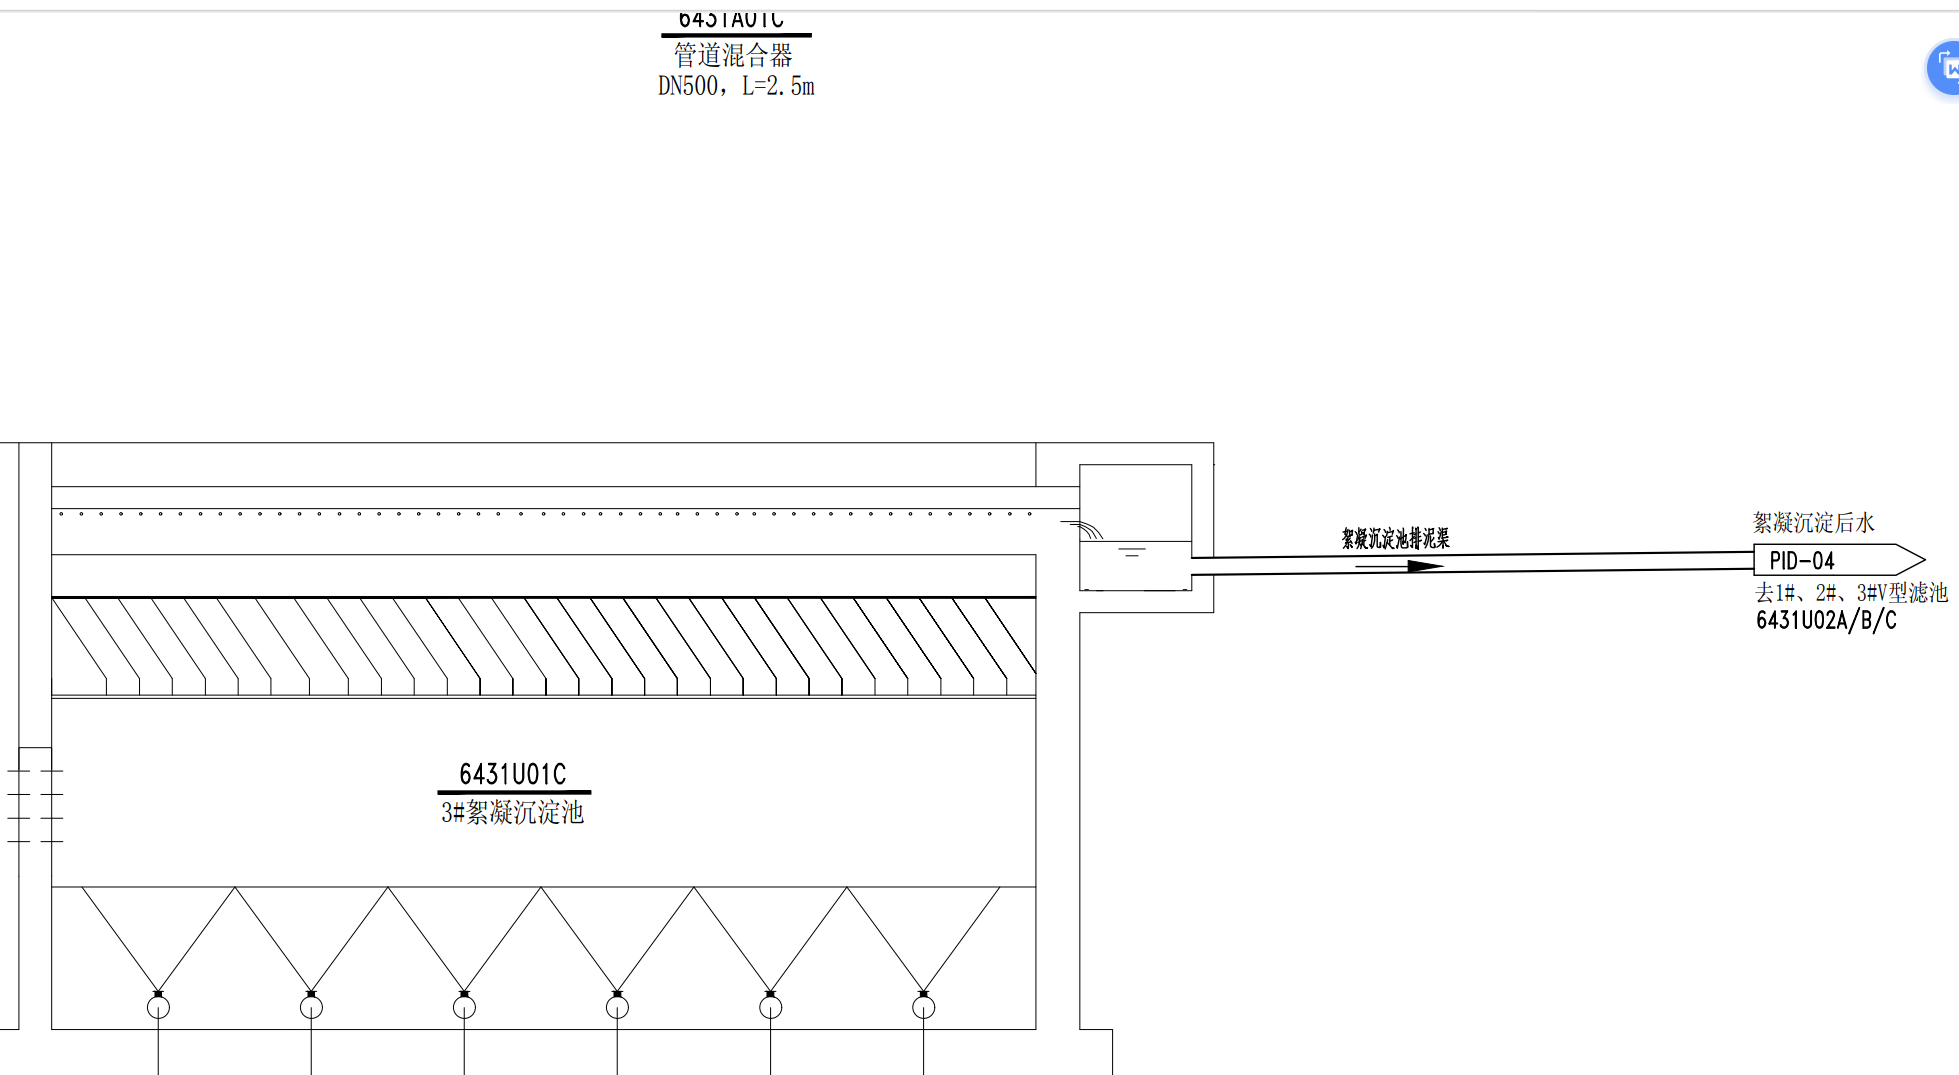 6431A01C
管道混合器
DN500, L=2.5m
絮凝沉淀池排泥渠
絮凝沉淀后水
PID-04
去1#、2#、3#V型滤池
6431U02A/B/C
6431U01C
3#絮凝沉淀池